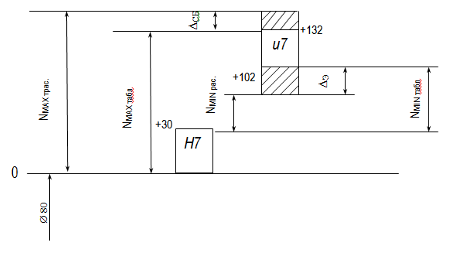 ΔСБ
+132
u7
+102
ΔЭ
NMAX трас.
NMAX табл.
NMIN рас.
NMIN табл.
+30
H7
0
Ø 80